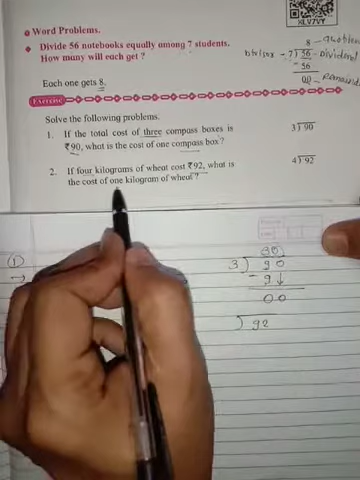 XLV7VY
Word Problems.
Divide 56 notebooks equally among 7 students.
How many will each get ?
Each one gets 8.
8 - quotient
divisor - 7 ) 56 - Dividend
- 56
00 - Remainder
Exercise
Solve the following problems.
1. If the total cost of three compass boxes is
₹90, what is the cost of one compass box ?
3 ) 90
2. If four kilograms of wheat cost ₹92, what is
the cost of one kilogram of wheat ?
4 ) 92
1
30
3 ) 90
- 9↓
00
) 92